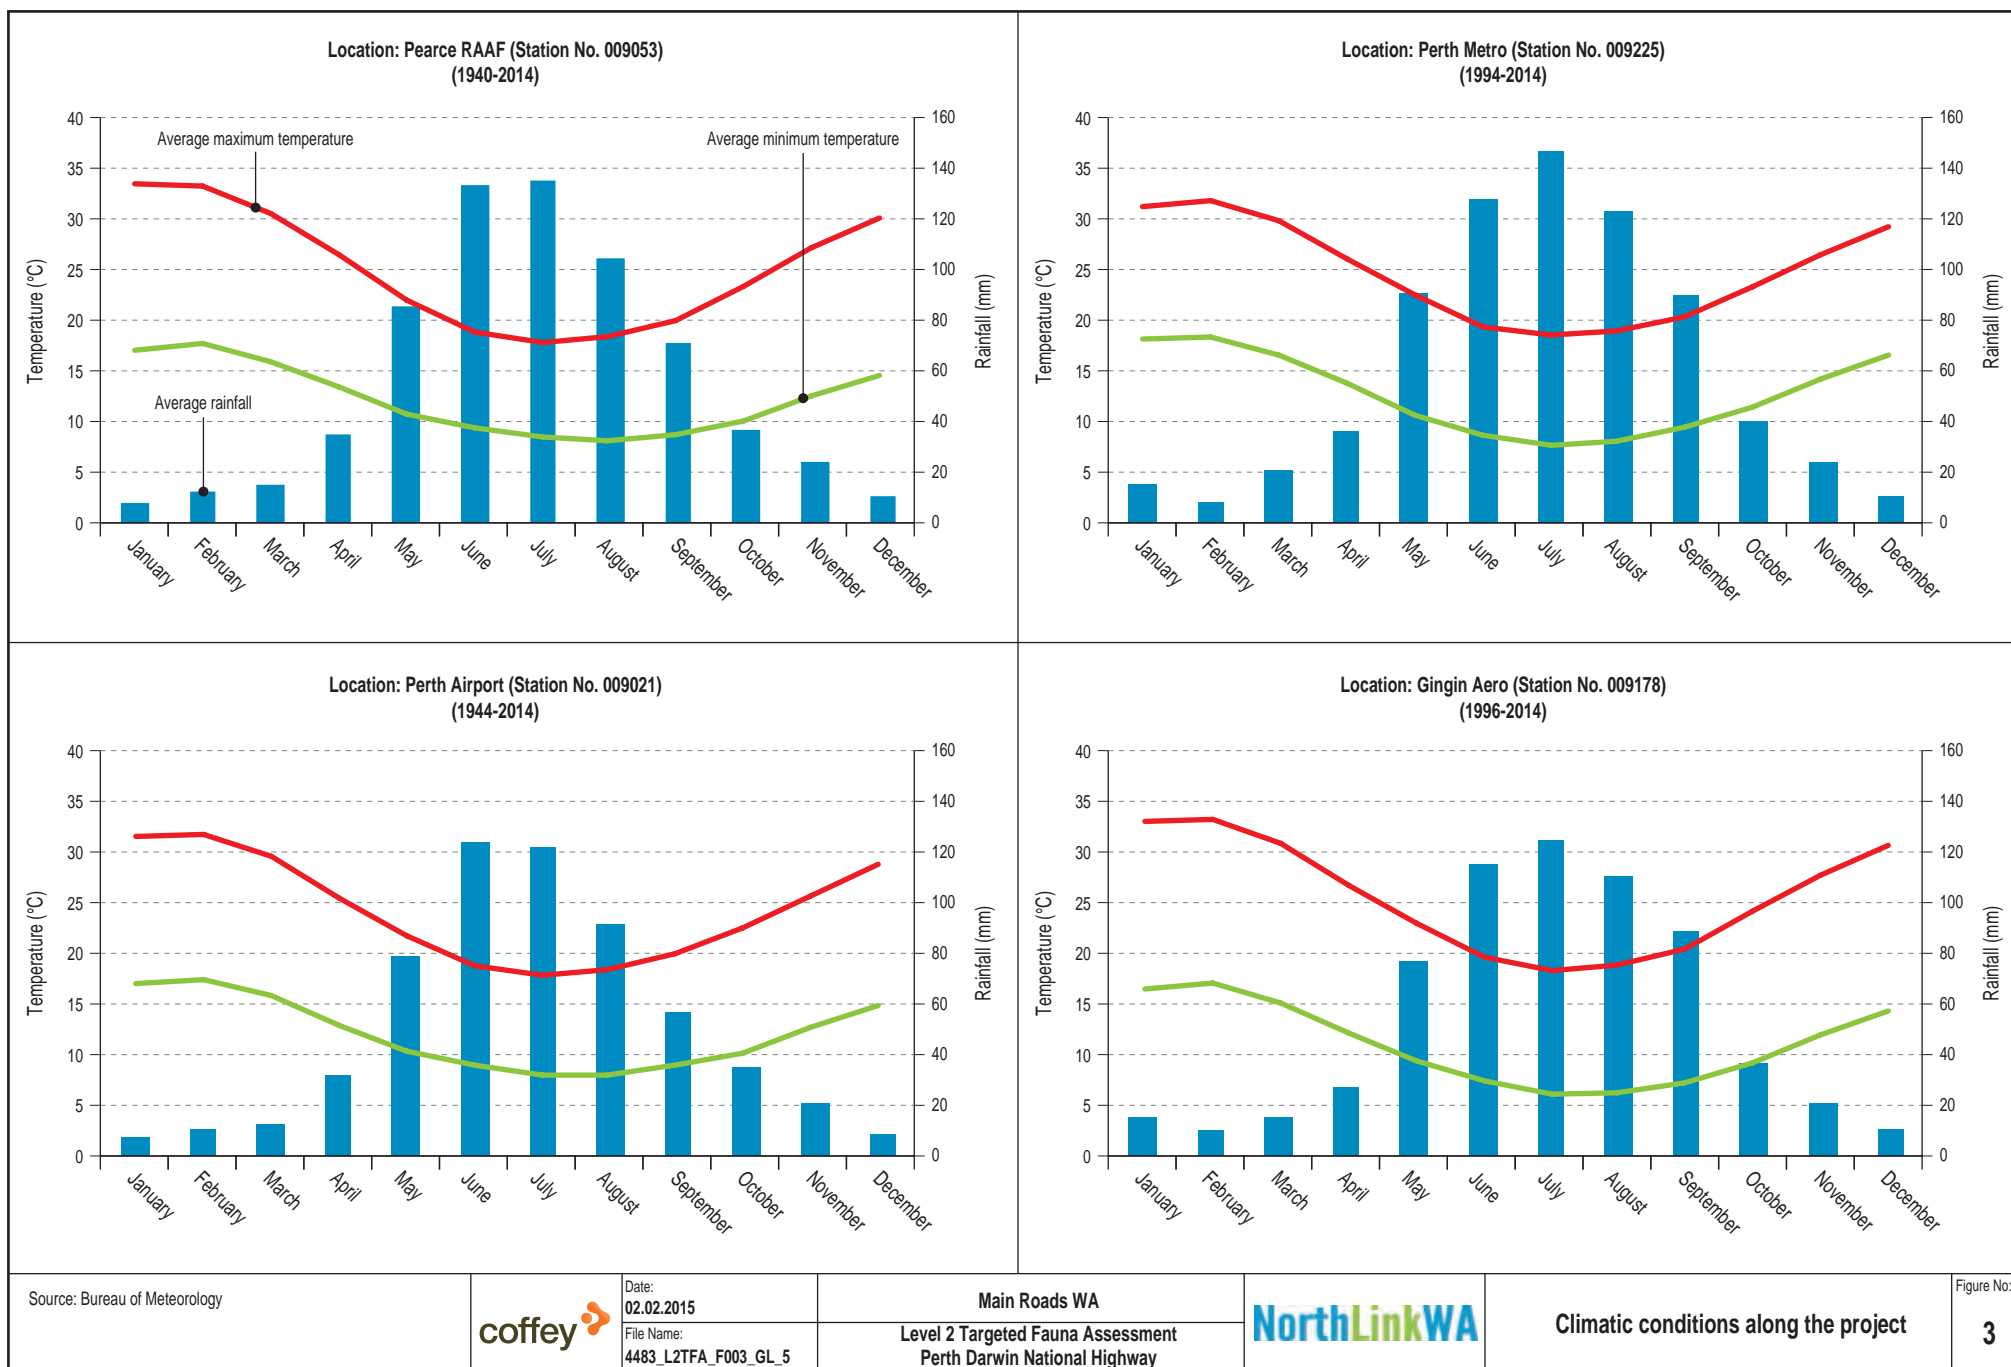 Location: Pearce RAAF (Station No. 009053)
(1940-2014)
40
35
30
25
20
15
10
5
0
Temperature (°C)
160
140
120
100
80
60
40
20
0
Rainfall (mm)
Average maximum temperature
Average minimum temperature
Average rainfall
January
February
March
April
May
June
July
August
September
October
November
December
Location: Perth Metro (Station No. 009225)
(1994-2014)
40
35
30
25
20
15
10
5
0
Temperature (°C)
160
140
120
100
80
60
40
20
0
Rainfall (mm)
January
February
March
April
May
June
July
August
September
October
November
December
Location: Perth Airport (Station No. 009021)
(1944-2014)
40
35
30
25
20
15
10
5
0
Temperature (°C)
160
140
120
100
80
60
40
20
0
Rainfall (mm)
January
February
March
April
May
June
July
August
September
October
November
December
Location: Gingin Aero (Station No. 009178)
(1996-2014)
40
35
30
25
20
15
10
5
0
Temperature (°C)
160
140
120
100
80
60
40
20
0
Rainfall (mm)
January
February
March
April
May
June
July
August
September
October
November
December
Source: Bureau of Meteorology
coffey
Date:
02.02.2015
File Name:
4483_L2TFA_F003_GL_5
Main Roads WA
Level 2 Targeted Fauna Assessment
Perth Darwin National Highway
NorthLinkWA
Climatic conditions along the project
Figure No:
3